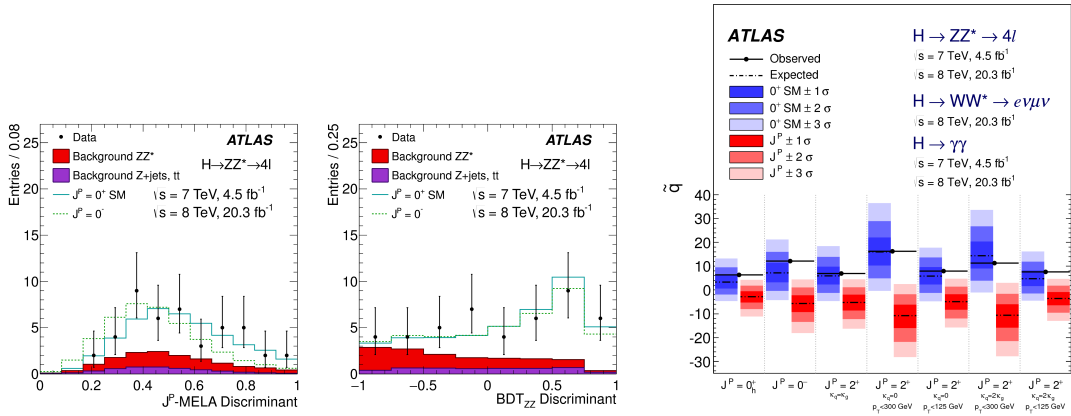 Entries / 0.08
25
20
15
10
5
0
ATLAS
Data
Background ZZ*
H→ZZ*→4l
Background Z+jets, tt
J^P = 0⁺ SM
√s = 7 TeV, 4.5 fb⁻¹
J^P = 0⁻
√s = 8 TeV, 20.3 fb⁻¹
0 0.2 0.4 0.6 0.8 1
J^P-MELA Discriminant
Entries / 0.25
25
20
15
10
5
0
ATLAS
Data
Background ZZ*
H→ZZ*→4l
Background Z+jets, tt
J^P = 0⁺ SM
√s = 7 TeV, 4.5 fb⁻¹
J^P = 0⁻
√s = 8 TeV, 20.3 fb⁻¹
−1 −0.5 0 0.5 1
BDT_ZZ Discriminant
ATLAS
Observed
Expected
0⁺ SM ± 1 σ
0⁺ SM ± 2 σ
0⁺ SM ± 3 σ
J^P ± 1 σ
J^P ± 2 σ
J^P ± 3 σ
H → ZZ* → 4l
√s = 7 TeV, 4.5 fb⁻¹
√s = 8 TeV, 20.3 fb⁻¹
H → WW* → eνμν
√s = 8 TeV, 20.3 fb⁻¹
H → γγ
√s = 7 TeV, 4.5 fb⁻¹
√s = 8 TeV, 20.3 fb⁻¹
q̃
40
30
20
10
0
-10
-20
-30
J^P = 0⁺_h J^P = 0⁻ J^P = 2⁺ J^P = 2⁺ J^P = 2⁺ J^P = 2⁺ J^P = 2⁺
κ_q=κ_g κ_q=0 κ_q=0 κ_q=2κ_g κ_q=2κ_g
p_T<300 GeV p_T<125 GeV p_T<300 GeV p_T<125 GeV